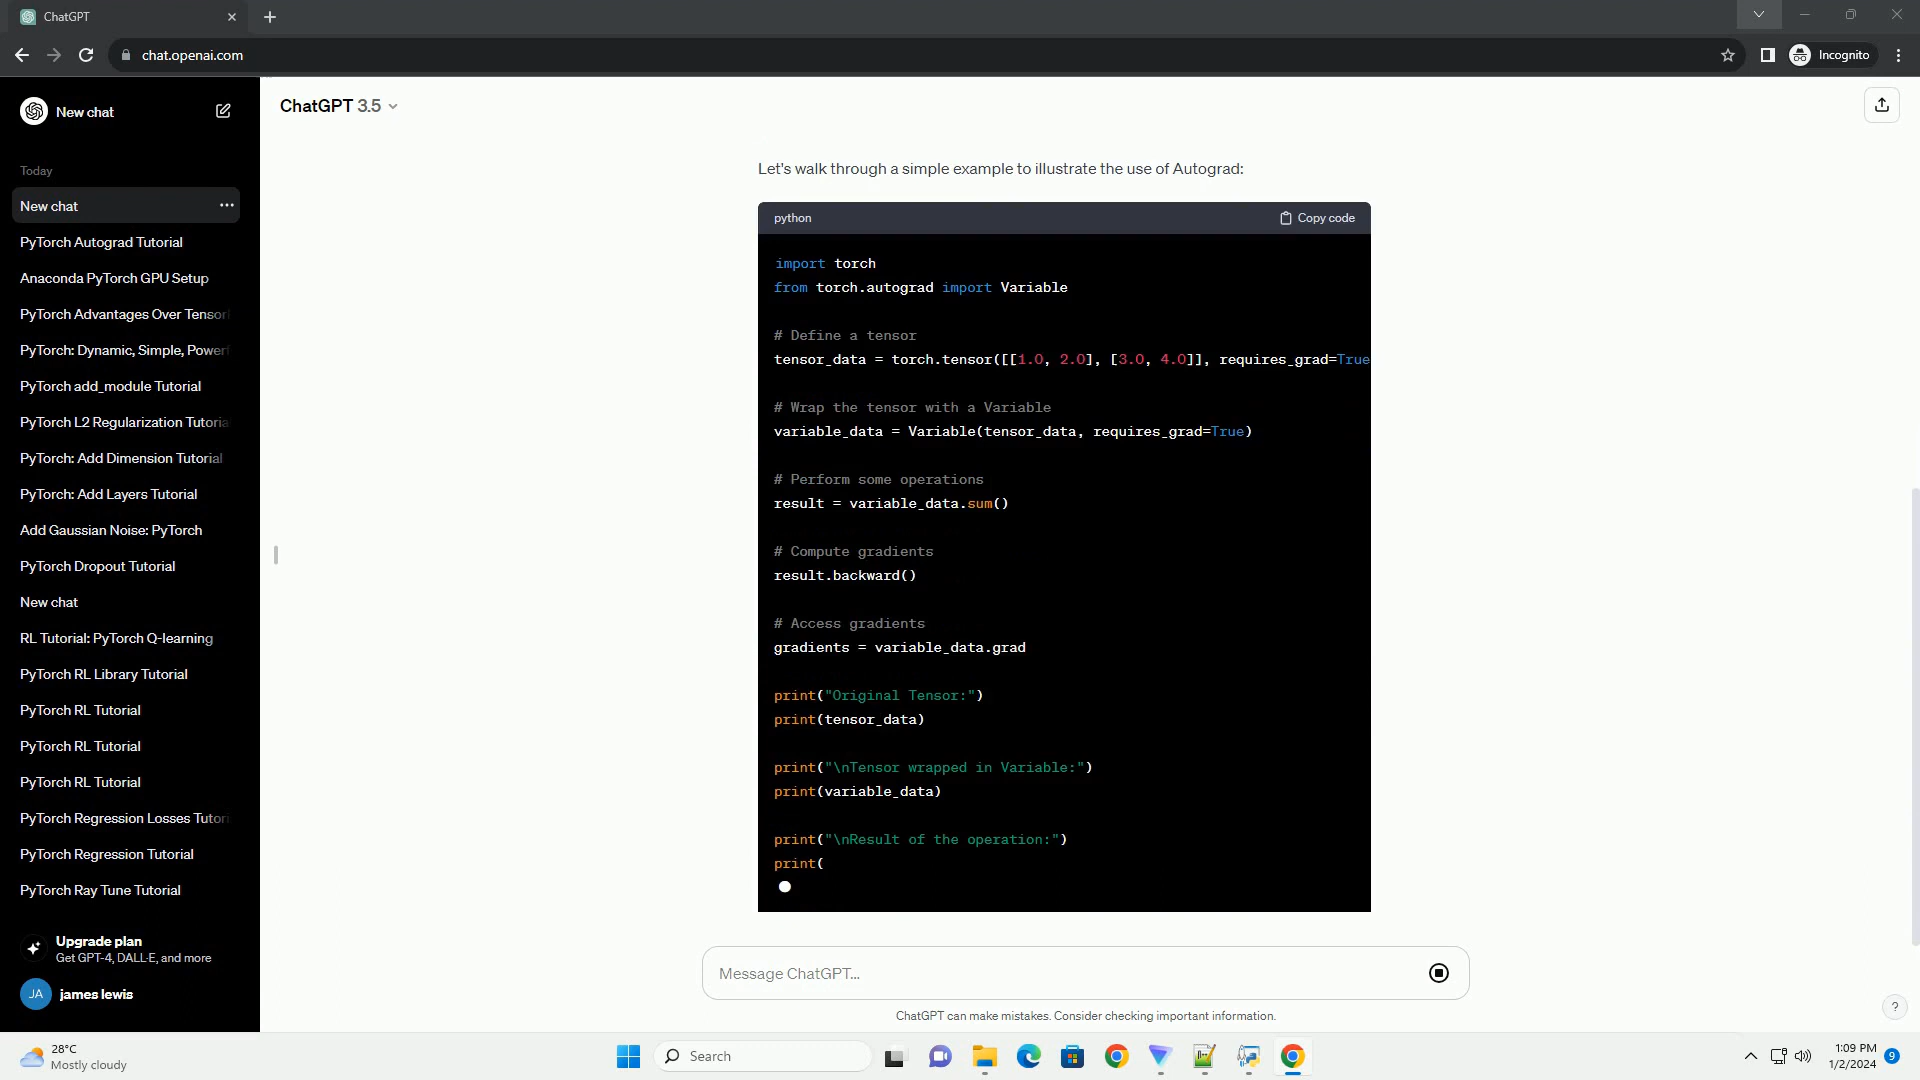 ChatGPT
chat.openai.com
Incognito
New chat
Today
New chat
PyTorch Autograd Tutorial
Anaconda PyTorch GPU Setup
PyTorch Advantages Over Tensor
PyTorch: Dynamic, Simple, Power
PyTorch add_module Tutorial
PyTorch L2 Regularization Tutoria
PyTorch: Add Dimension Tutorial
PyTorch: Add Layers Tutorial
Add Gaussian Noise: PyTorch
PyTorch Dropout Tutorial
New chat
RL Tutorial: PyTorch Q-learning
PyTorch RL Library Tutorial
PyTorch RL Tutorial
PyTorch RL Tutorial
PyTorch RL Tutorial
PyTorch Regression Losses Tutori
PyTorch Regression Tutorial
PyTorch Ray Tune Tutorial
Upgrade plan
Get GPT-4, DALL·E, and more
JA james lewis
ChatGPT 3.5
Let's walk through a simple example to illustrate the use of Autograd:
python Copy code
import torch
from torch.autograd import Variable
# Define a tensor
tensor_data = torch.tensor([[1.0, 2.0], [3.0, 4.0]], requires_grad=True
# Wrap the tensor with a Variable
variable_data = Variable(tensor_data, requires_grad=True)
# Perform some operations
result = variable_data.sum()
# Compute gradients
result.backward()
# Access gradients
gradients = variable_data.grad
print("Original Tensor:")
print(tensor_data)
print("\nTensor wrapped in Variable:")
print(variable_data)
print("\nResult of the operation:")
print(
Message ChatGPT...
ChatGPT can make mistakes. Consider checking important information.
?
28°C
Mostly cloudy
Search
1:09 PM
1/2/2024
9